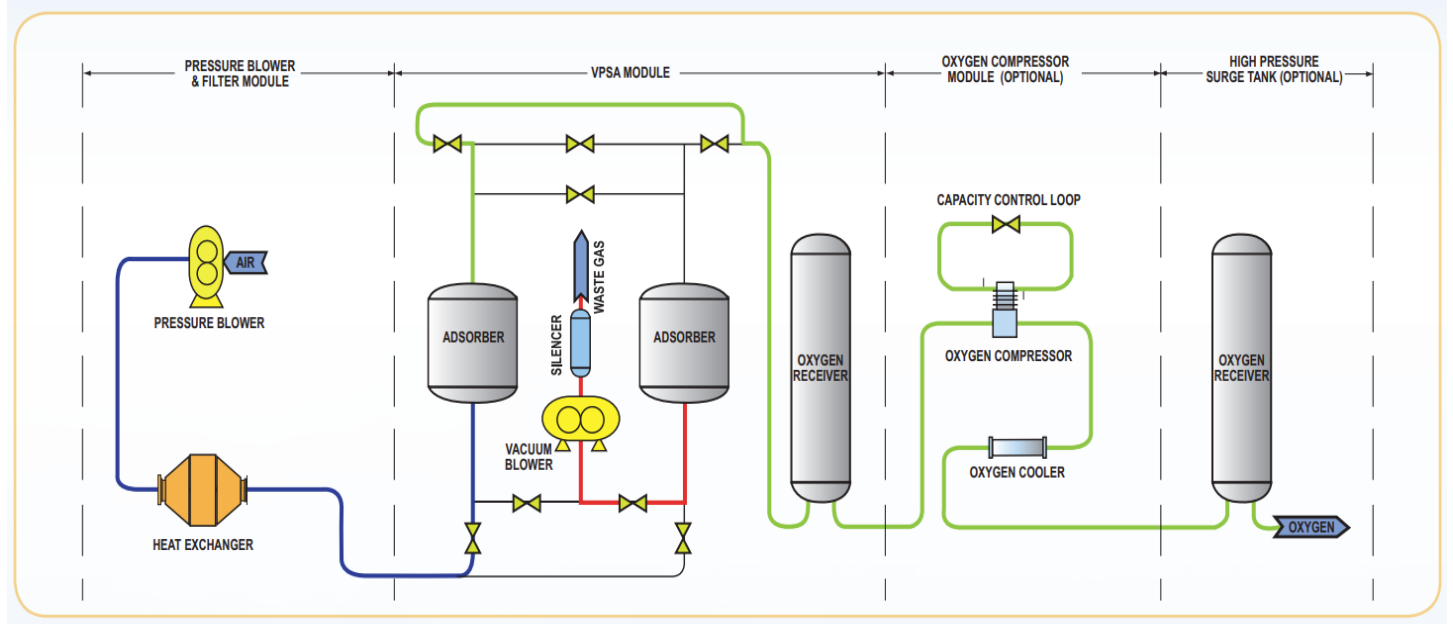 PRESSURE BLOWER
& FILTER MODULE
VPSA MODULE
OXYGEN COMPRESSOR
MODULE (OPTIONAL)
HIGH PRESSURE
SURGE TANK (OPTIONAL)
AIR
PRESSURE BLOWER
HEAT EXCHANGER
ADSORBER
WASTE GAS
SILENCER
VACUUM
BLOWER
ADSORBER
OXYGEN
RECEIVER
CAPACITY CONTROL LOOP
OXYGEN COMPRESSOR
OXYGEN COOLER
OXYGEN
RECEIVER
OXYGEN